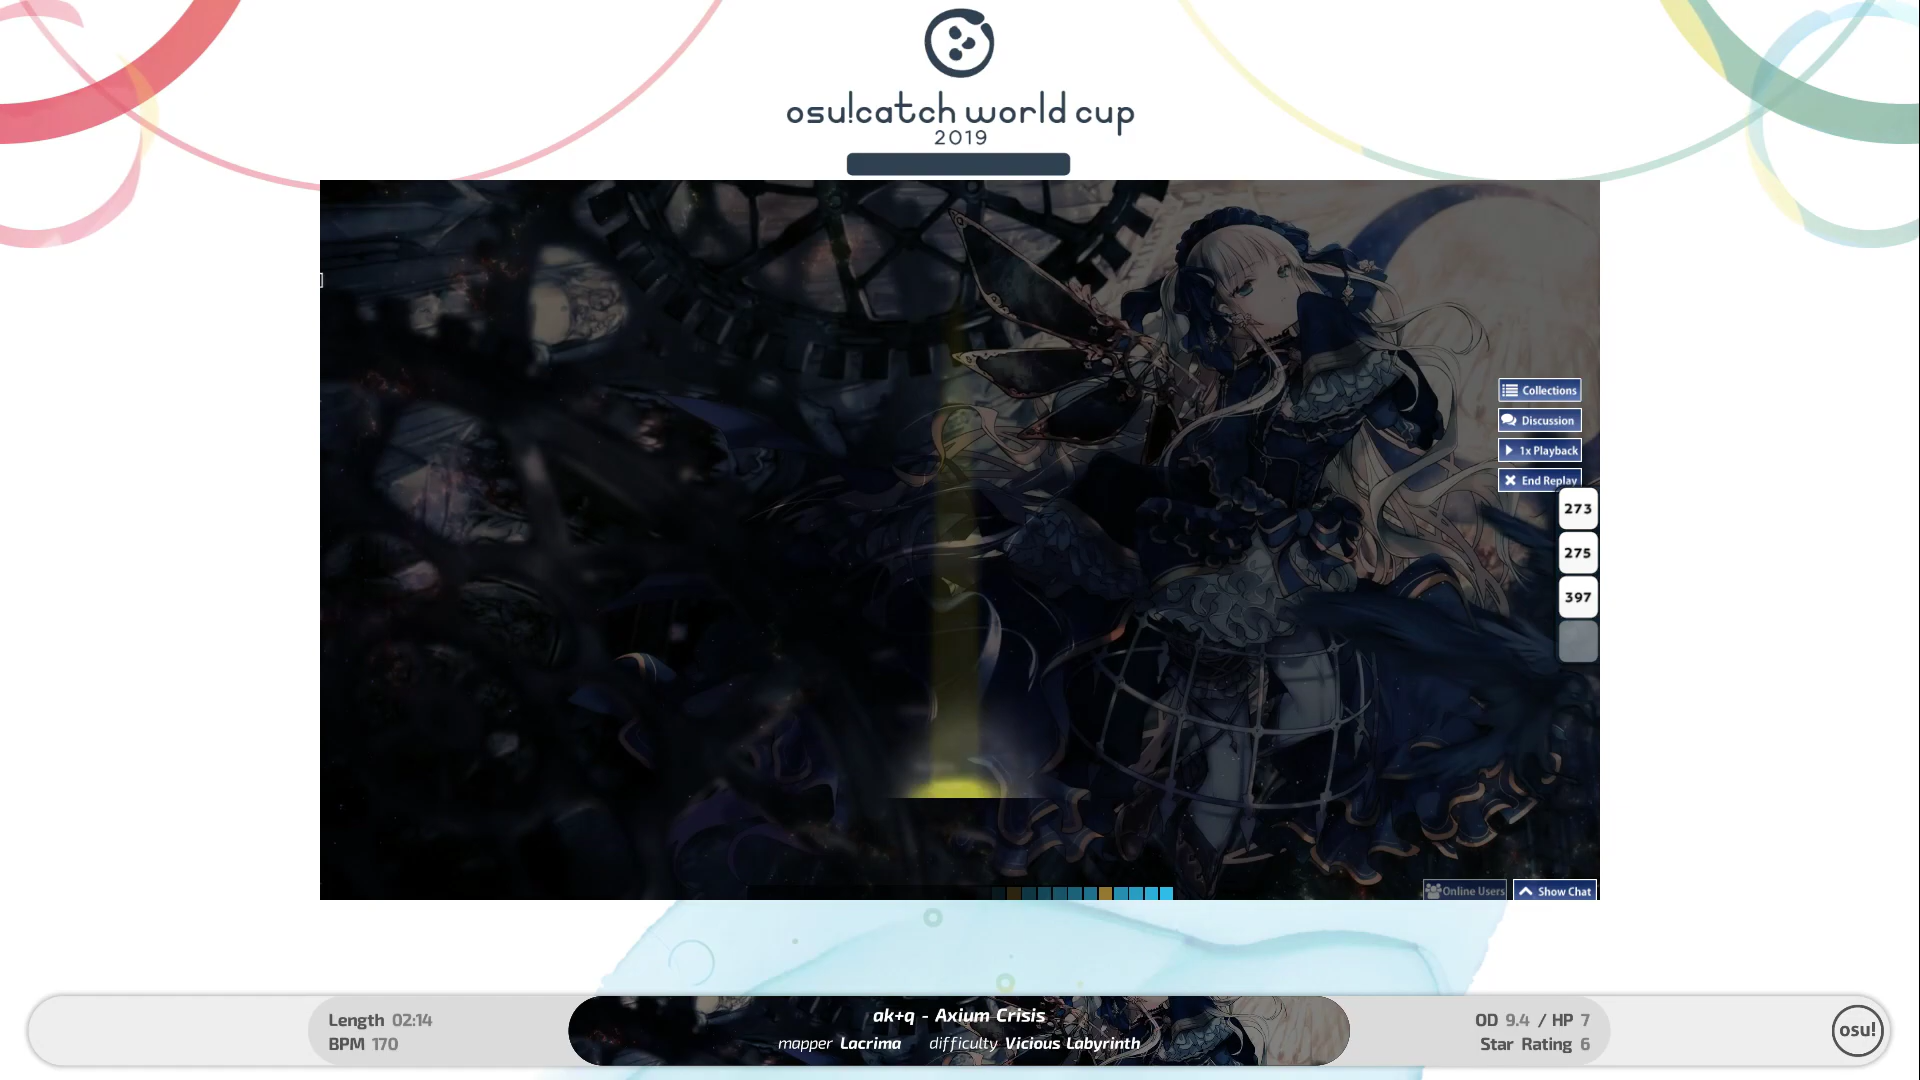 osu!catch world cup
2019
Collections
Discussion
1x Playback
End Replay
273
275
397
Online Users
Show Chat
Length 02:14
BPM 170
ak+q - Axium Crisis
mapper Lacrima difficulty Vicious Labyrinth
OD 9.4 / HP 7
Star Rating 6
osu!